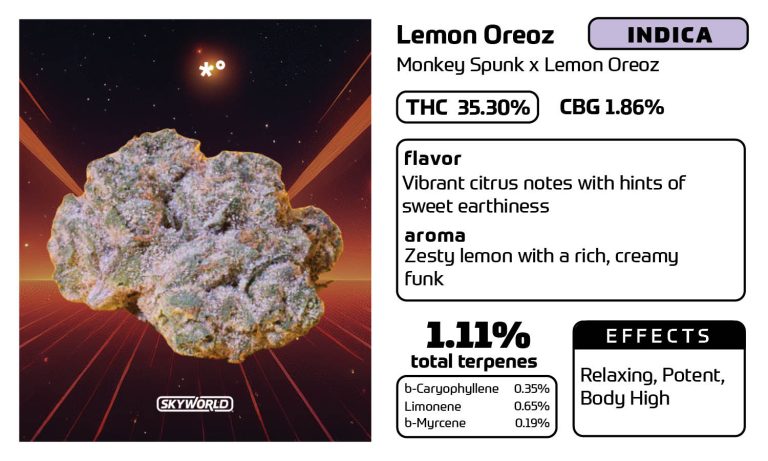 *°
SKYWORLD
Lemon Oreoz
INDICA
Monkey Spunk x Lemon Oreoz
THC 35.30%
CBG 1.86%
flavor
Vibrant citrus notes with hints of
sweet earthiness
aroma
Zesty lemon with a rich, creamy
funk
1.11%
total terpenes
b-Caryophyllene 0.35%
Limonene 0.65%
b-Myrcene 0.19%
EFFECTS
Relaxing, Potent,
Body High